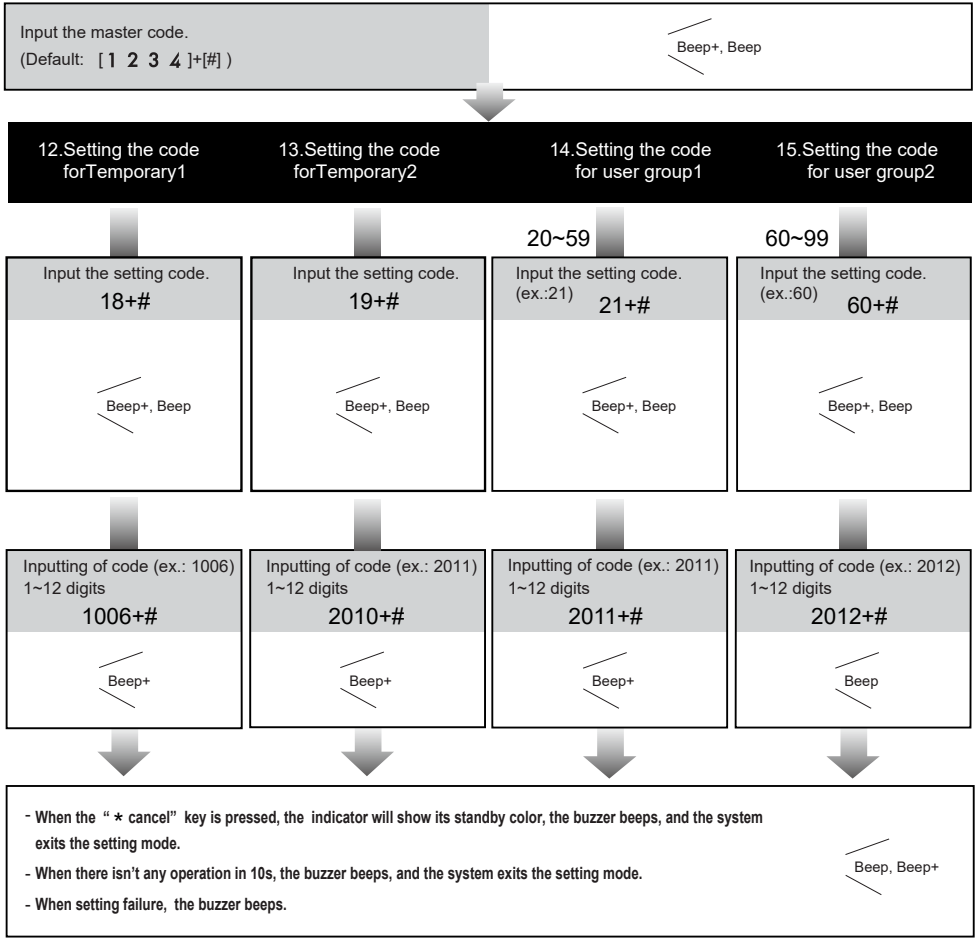 Input the master code.
(Default: [ 1 2 3 4 ]+[#] )
Beep+, Beep
12.Setting the code
forTemporary1
13.Setting the code
forTemporary2
14.Setting the code
for user group1
15.Setting the code
for user group2
20~59
60~99
Input the setting code.
18+#
Beep+, Beep
Input the setting code.
19+#
Beep+, Beep
Input the setting code.
(ex.:21) 21+#
Beep+, Beep
Input the setting code.
(ex.:60) 60+#
Beep+, Beep
Inputting of code (ex.: 1006)
1~12 digits
1006+#
Beep+
Inputting of code (ex.: 2011)
1~12 digits
2010+#
Beep+
Inputting of code (ex.: 2011)
1~12 digits
2011+#
Beep+
Inputting of code (ex.: 2012)
1~12 digits
2012+#
Beep
- When the “ * cancel” key is pressed, the indicator will show its standby color, the buzzer beeps, and the system
exits the setting mode.
- When there isn’t any operation in 10s, the buzzer beeps, and the system exits the setting mode.
- When setting failure, the buzzer beeps.
Beep, Beep+